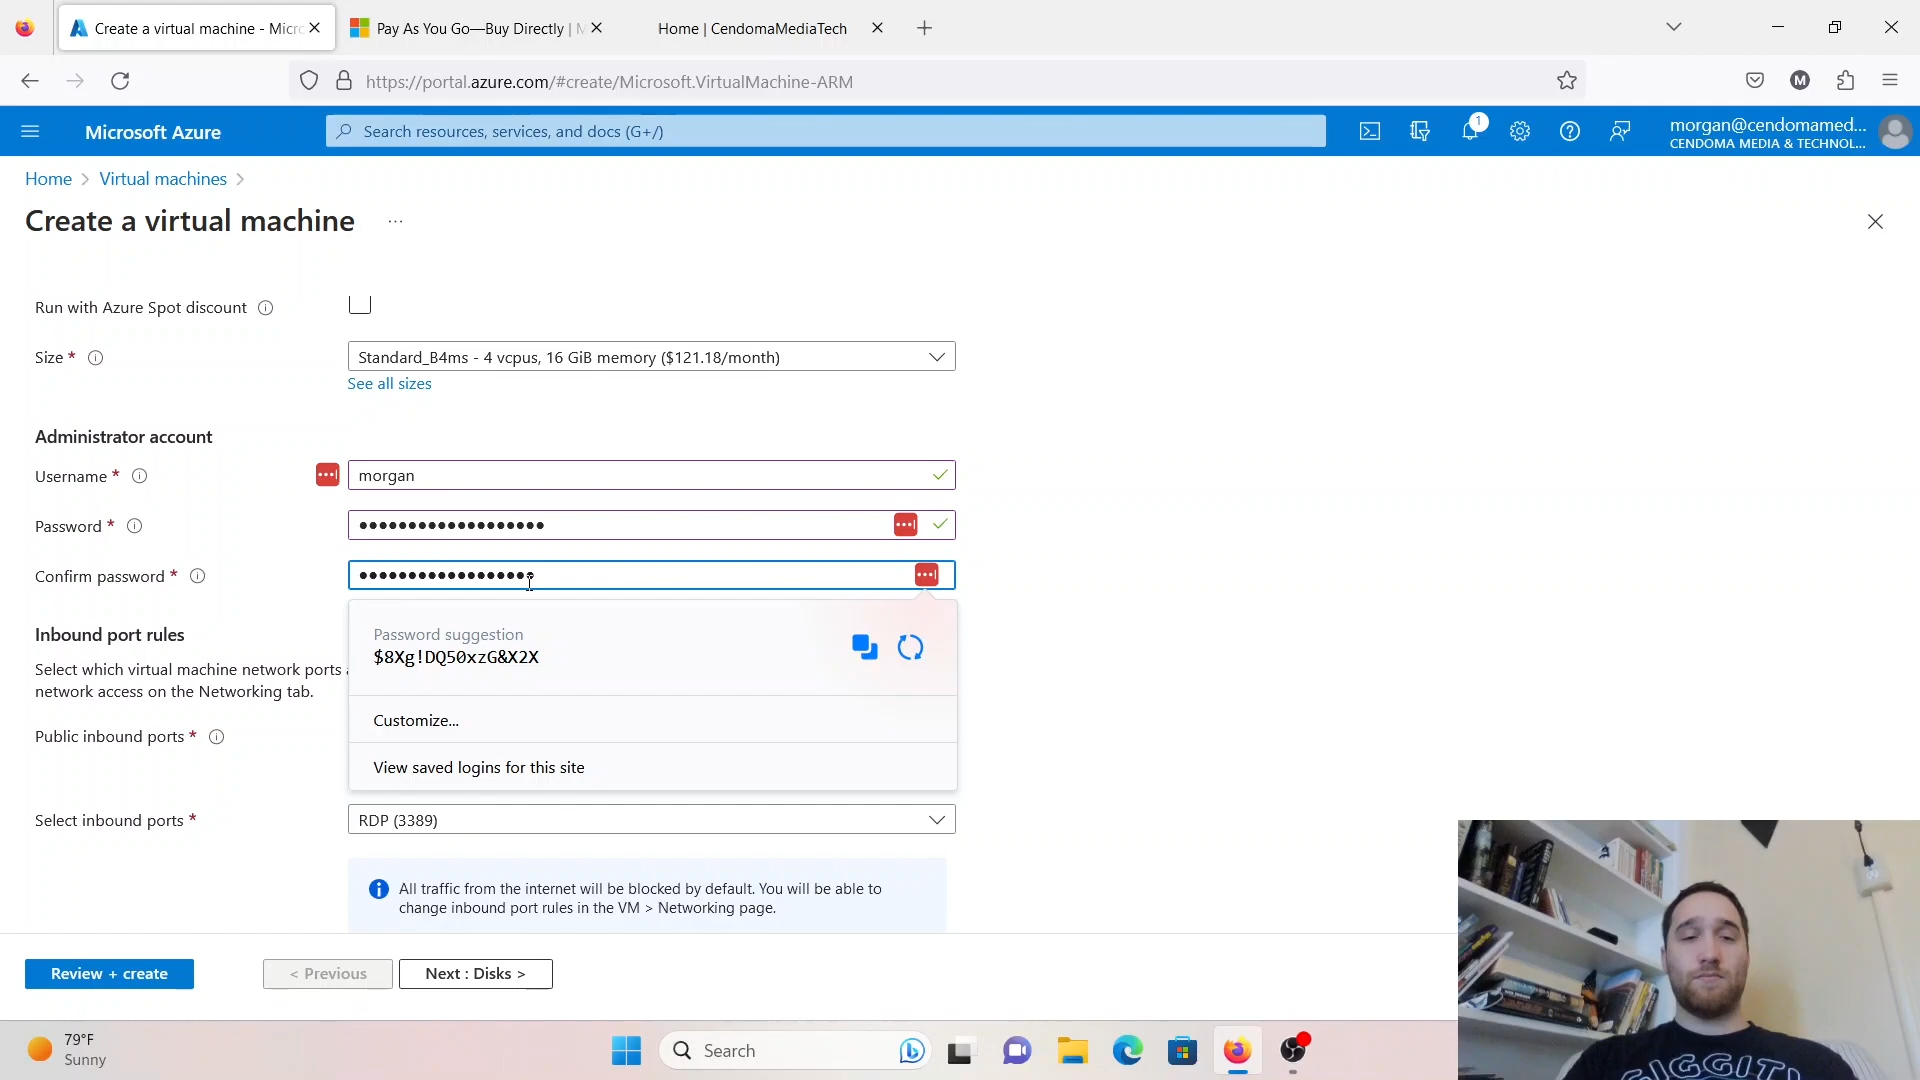 Create a virtual machine - Micro
Pay As You Go—Buy Directly | M
Home | CendomaMediaTech
https://portal.azure.com/#create/Microsoft.VirtualMachine-ARM
M
Microsoft Azure
Search resources, services, and docs (G+/)
1
morgan@cendomamed...
CENDOMA MEDIA & TECHNOL...
Home > Virtual machines >
Create a virtual machine ...
Run with Azure Spot discount
Size *
Standard_B4ms - 4 vcpus, 16 GiB memory ($121.18/month)
See all sizes
Administrator account
Username *
morgan
Password *
•••••••••••••••••••
Confirm password *
••••••••••••••••••
Password suggestion
$8Xg!DQ50xzG&X2X
Customize...
View saved logins for this site
Inbound port rules
Select which virtual machine network ports
network access on the Networking tab.
Public inbound ports *
Select inbound ports *
RDP (3389)
All traffic from the internet will be blocked by default. You will be able to
change inbound port rules in the VM > Networking page.
Review + create
< Previous
Next : Disks >
79°F
Sunny
Search
GIGGITY